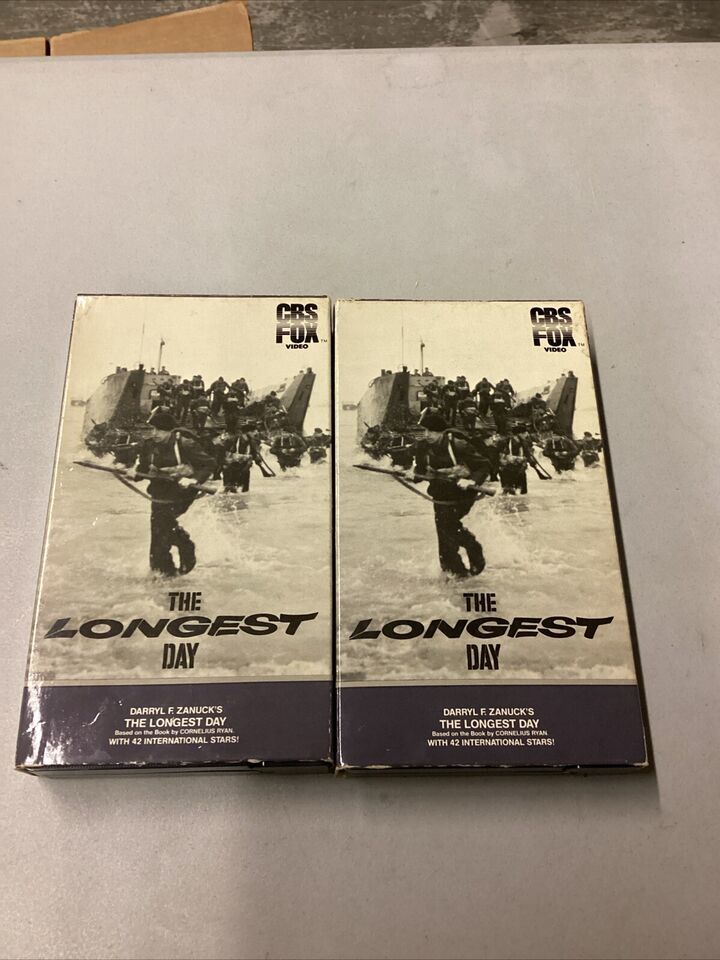 CBS
FOX
VIDEO
TM
THE
LONGEST
DAY
DARRYL F. ZANUCK'S
THE LONGEST DAY
Based on the Book by CORNELIUS RYAN.
WITH 42 INTERNATIONAL STARS!
CBS
FOX
VIDEO
TM
THE
LONGEST
DAY
DARRYL F. ZANUCK'S
THE LONGEST DAY
Based on the Book by CORNELIUS RYAN.
WITH 42 INTERNATIONAL STARS!